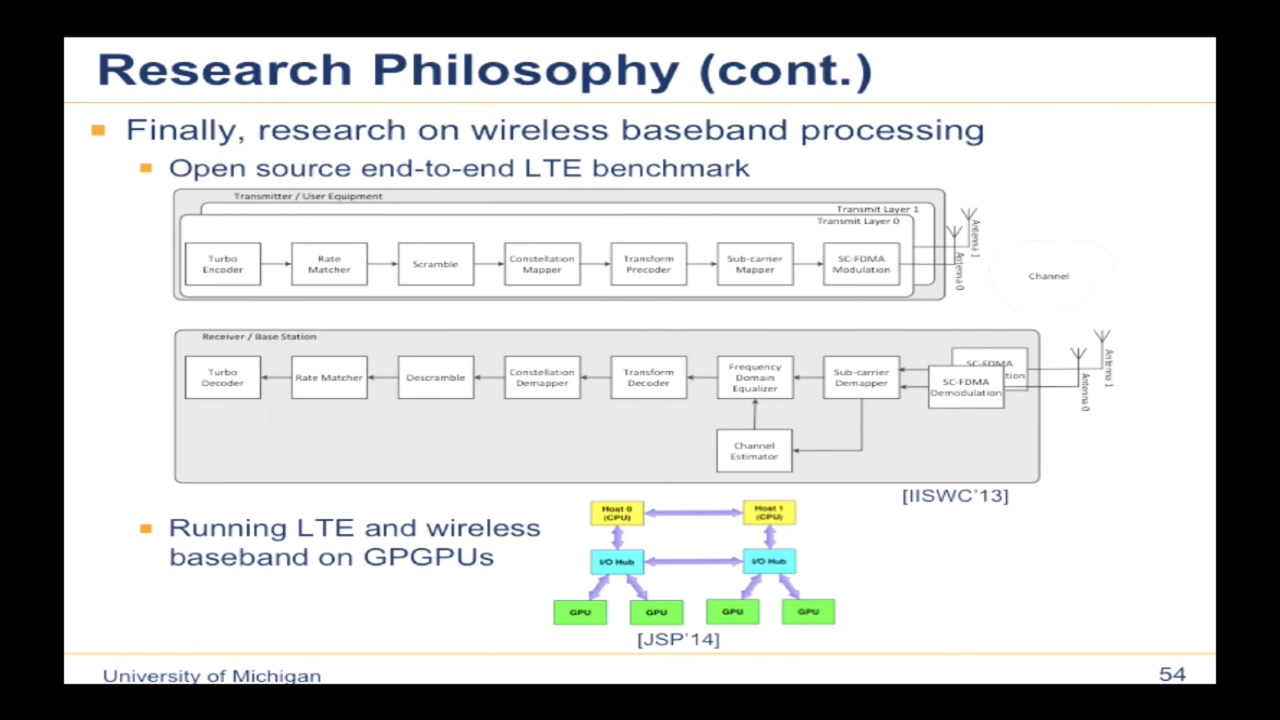 Research Philosophy (cont.)
Finally, research on wireless baseband processing
Open source end-to-end LTE benchmark
Transmitter / User Equipment
Transmit Layer 1
Transmit Layer 0
Turbo
Encoder
Rate
Matcher
Scramble
Constellation
Mapper
Transform
Precoder
Sub-carrier
Mapper
SC-FDMA
Modulation
Antenna 1
Antenna 0
Channel
Receiver / Base Station
Turbo
Decoder
Rate Matcher
Descramble
Constellation
Demapper
Transform
Decoder
Frequency
Domain
Equalizer
Sub-carrier
Demapper
SC-FDMA
tion
SC-FDMA
Demodulation
Antenna 1
Antenna 0
Channel
Estimator
[IISWC'13]
Running LTE and wireless
baseband on GPGPUs
Host 0
(CPU)
Host 1
(CPU)
I/O Hub
I/O Hub
GPU
GPU
GPU
GPU
[JSP'14]
University of Michigan
54